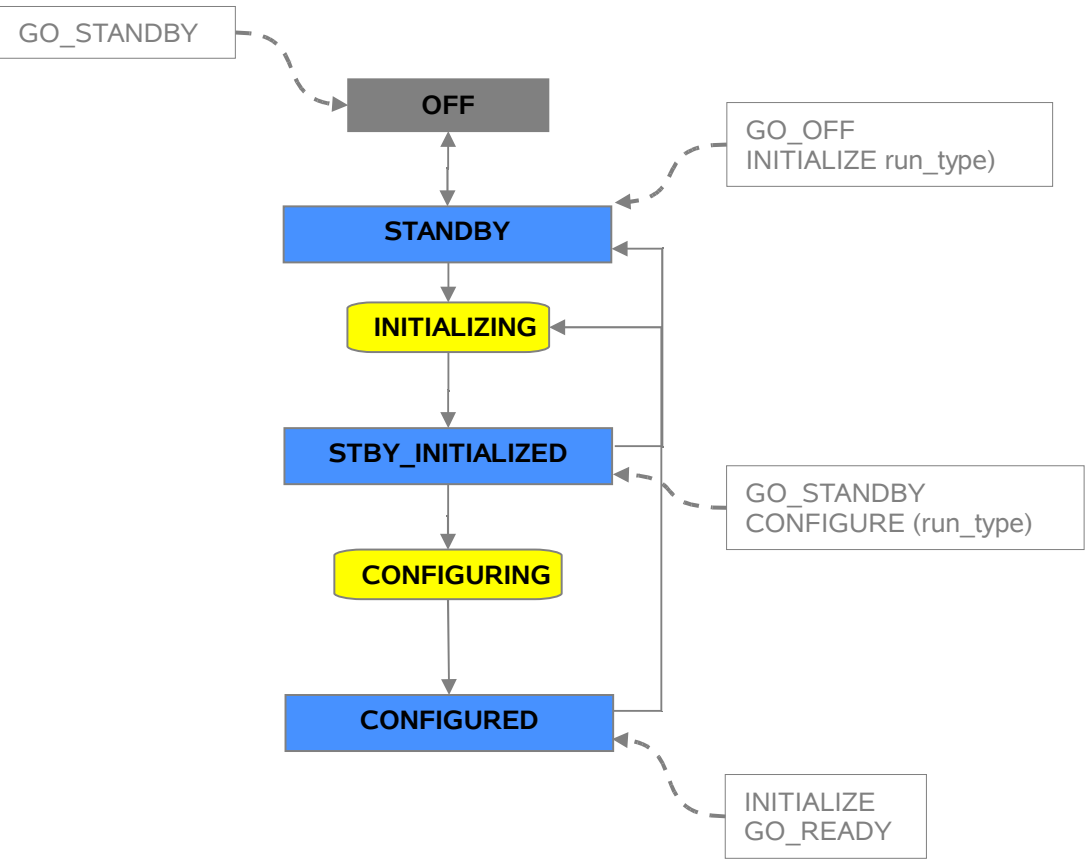 GO_STANDBY
OFF
GO_OFF
INITIALIZE run_type)
STANDBY
INITIALIZING
STBY_INITIALIZED
GO_STANDBY
CONFIGURE (run_type)
CONFIGURING
CONFIGURED
INITIALIZE
GO_READY